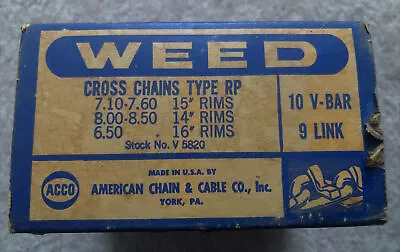 WEED
CROSS CHAINS TYPE RP
7.10-7.60 15" RIMS
8.00-8.50 14" RIMS
6.50 16" RIMS
Stock No. V 5820
10 V-BAR
9 LINK
ACCO
MADE IN U.S.A. BY
AMERICAN CHAIN & CABLE CO., Inc.
YORK, PA.